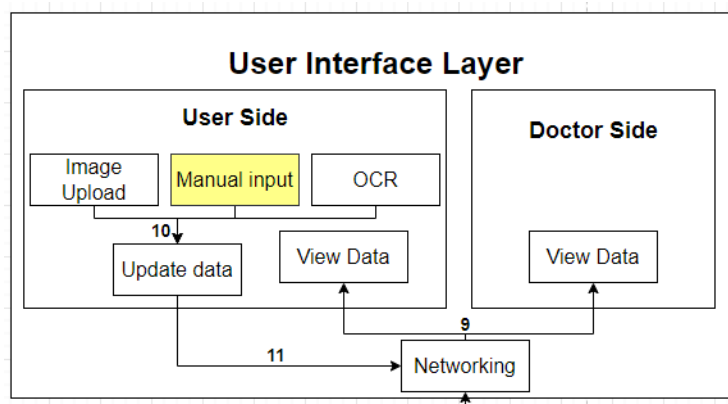 User Interface Layer
User Side
Doctor Side
Image
Upload
Manual input
OCR
10
Update data
View Data
View Data
9
11
Networking